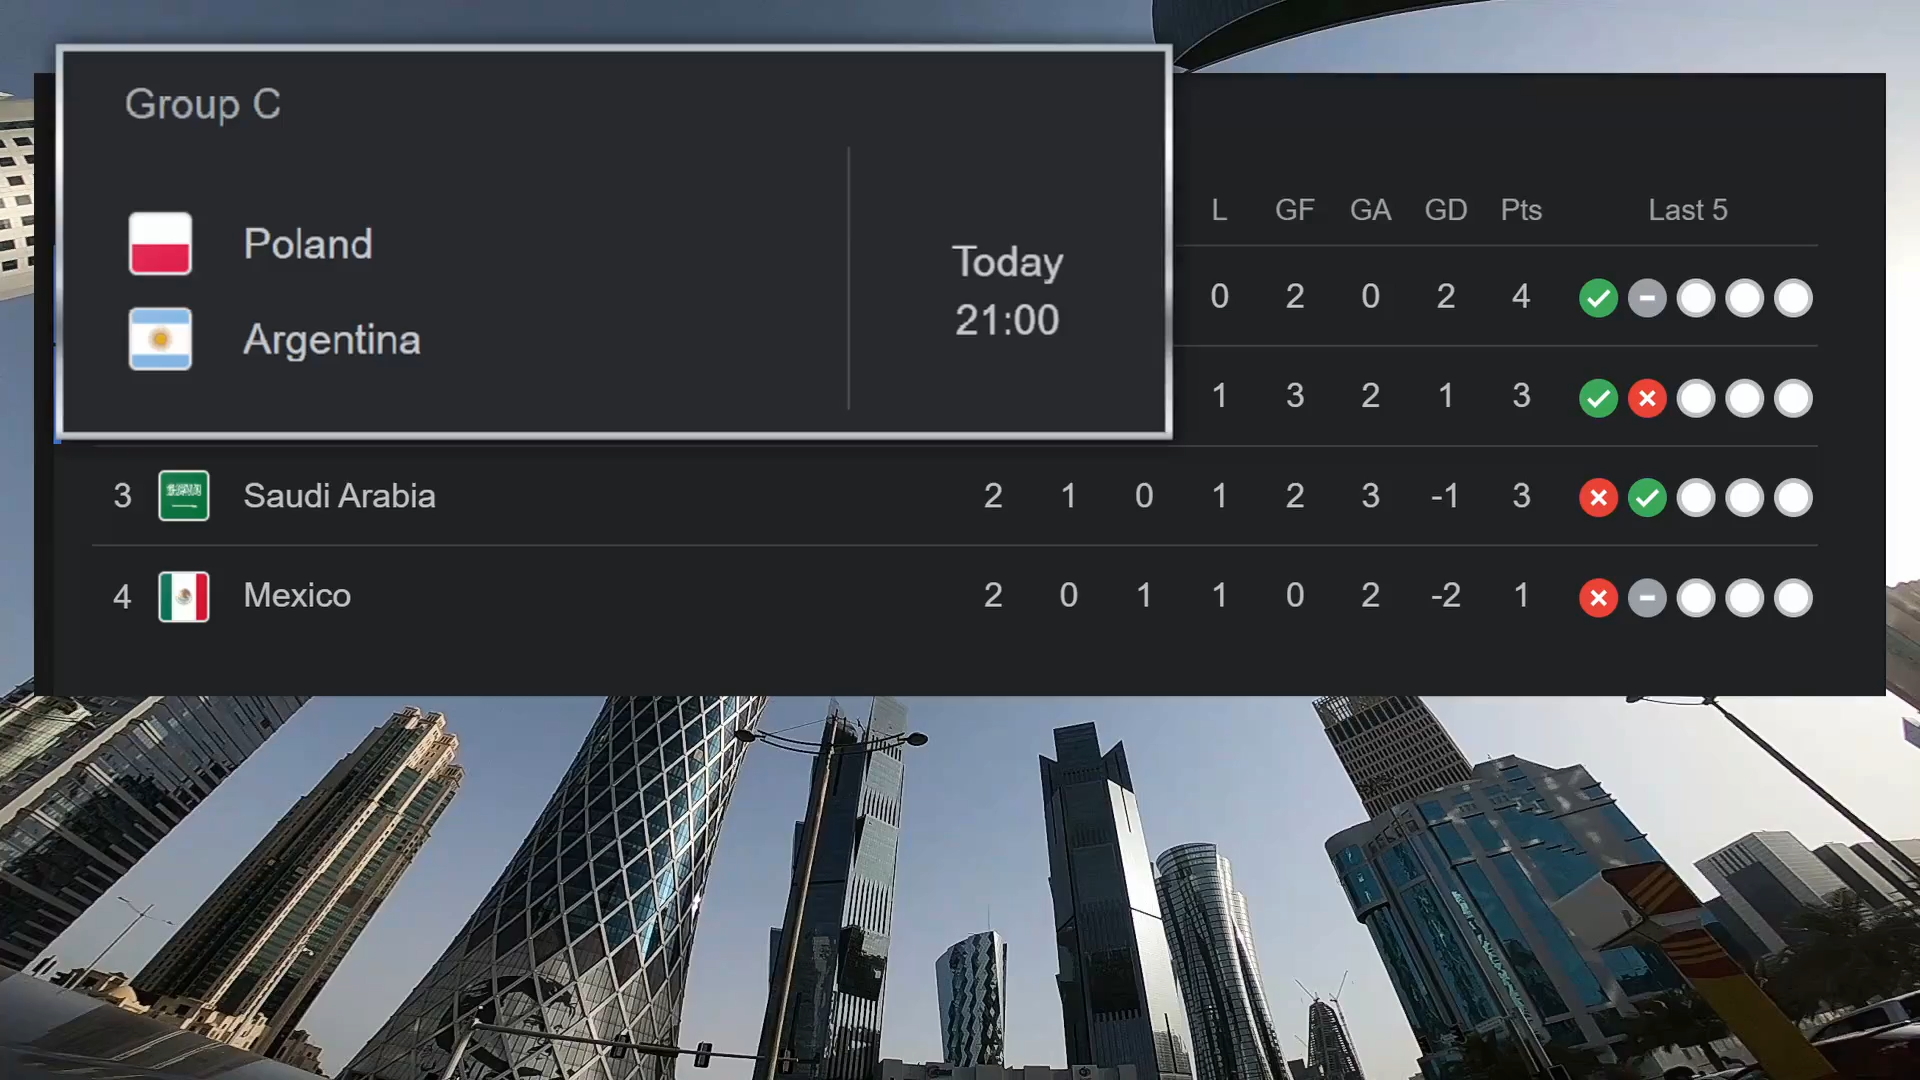 Group C
Poland
Argentina
Today
21:00
L GF GA GD Pts Last 5
0 2 0 2 4
1 3 2 1 3
3 Saudi Arabia 2 1 0 1 2 3 -1 3
4 Mexico 2 0 1 1 0 2 -2 1